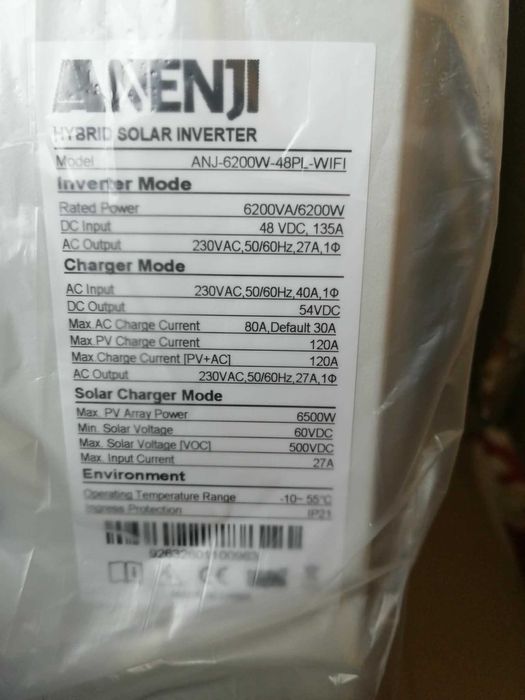 ANENJI
HYBRID SOLAR INVERTER
Model ANJ-6200W-48PL-WIFI
Inverter Mode
Rated Power 6200VA/6200W
DC Input 48 VDC, 135A
AC Output 230VAC,50/60Hz,27A,1Φ
Charger Mode
AC Input 230VAC,50/60Hz,40A,1Φ
DC Output 54VDC
Max.AC Charge Current 80A,Default 30A
Max.PV Charge Current 120A
Max.Charge Current [PV+AC] 120A
AC Output 230VAC,50/60Hz,27A,1Φ
Solar Charger Mode
Max. PV Array Power 6500W
Min. Solar Voltage 60VDC
Max. Solar Voltage [VOC] 500VDC
Max. Input Current 27A
Environment
Operating Temperature Range -10~ 55°C
Ingress Protection IP21
CE